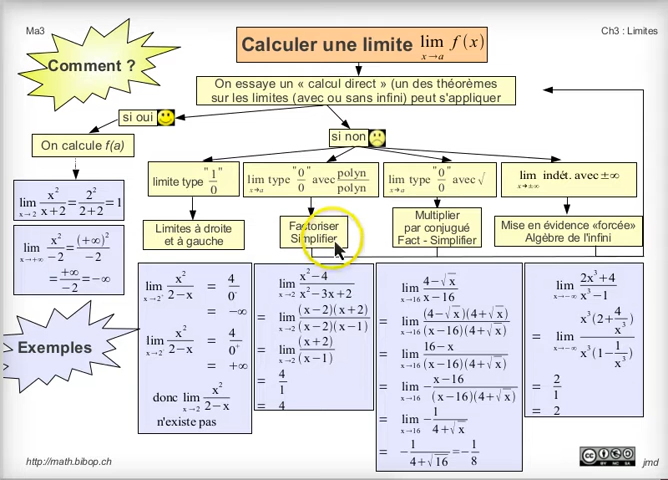 Ma3
Ch3 : Limites
Comment ?
Calculer une limite lim f(x)
x→a
On essaye un « calcul direct » (un des théorèmes
sur les limites (avec ou sans infini) peut s'appliquer
si oui
si non
On calcule f(a)
lim x→2 x²/x+2 = 2²/2+2 = 1
lim x→+∞ x²/-2 = (+∞)²/-2
= +∞/-2 = -∞
limite type "1"/0
lim x→a type "0"/0 avec polyn/polyn
lim x→a type "0"/0 avec √
lim x→±∞ indét. avec ±∞
Limites à droite
et à gauche
Factoriser
Simplifier
Multiplier
par conjugué
Fact - Simplifier
Mise en évidence «forcée»
Algèbre de l'infini
Exemples
lim x→2⁻ x²/2-x = 4/0⁺
= -∞
lim x→2⁻ x²/2-x = 4/0⁺
= +∞
donc lim x→2 x²/2-x
n'existe pas
lim x→2 x²-4/x²-3x+2
= lim x→2 (x-2)(x+2)/(x-2)(x-1)
= lim x→2 (x+2)/(x-1)
= 4/1
= 4
lim x→16 4-√x/x-16
= lim x→16 (4-√x)(4+√x)/(x-16)(4+√x)
= lim x→16 16-x/(x-16)(4+√x)
= lim x→16 - x-16/(x-16)(4+√x)
= lim x→16 - 1/4+√x
= - 1/4+√16 = - 1/8
lim x→-∞ 2x³+4/x³-1
= lim x→-∞ x³(2+4/x³)/x³(1-1/x³)
= 2/1
= 2
http://math.bibop.ch
BY NC SA
jmd